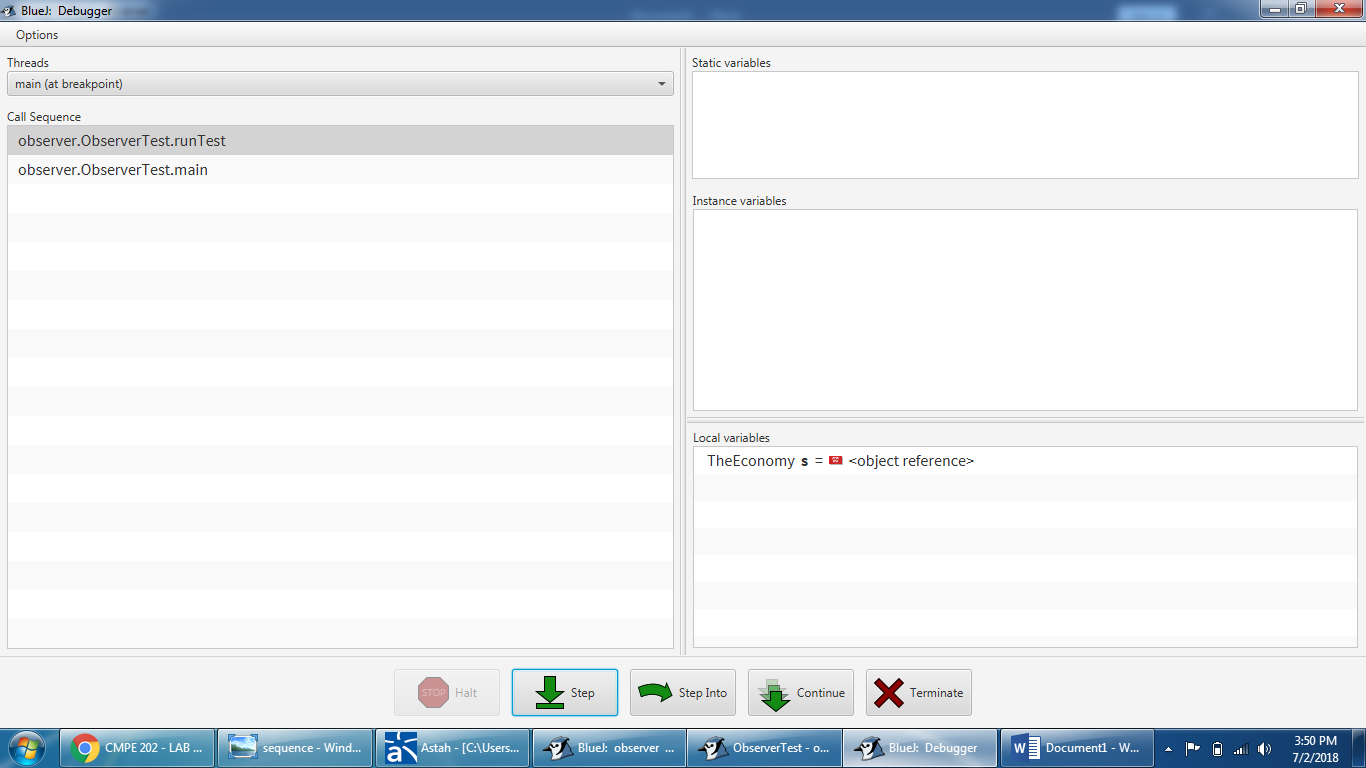 BlueJ: Debugger
Options
Threads
main (at breakpoint)
Call Sequence
observer.ObserverTest.runTest
observer.ObserverTest.main
Static variables
Instance variables
Local variables
TheEconomy s = <object reference>
STOP Halt
Step
Step Into
Continue
Terminate
CMPE 202 - LAB ...
sequence - Wind...
Astah - [C:\Users...
BlueJ: observer ...
ObserverTest - o...
BlueJ: Debugger
Document1 - W...
3:50 PM
7/2/2018